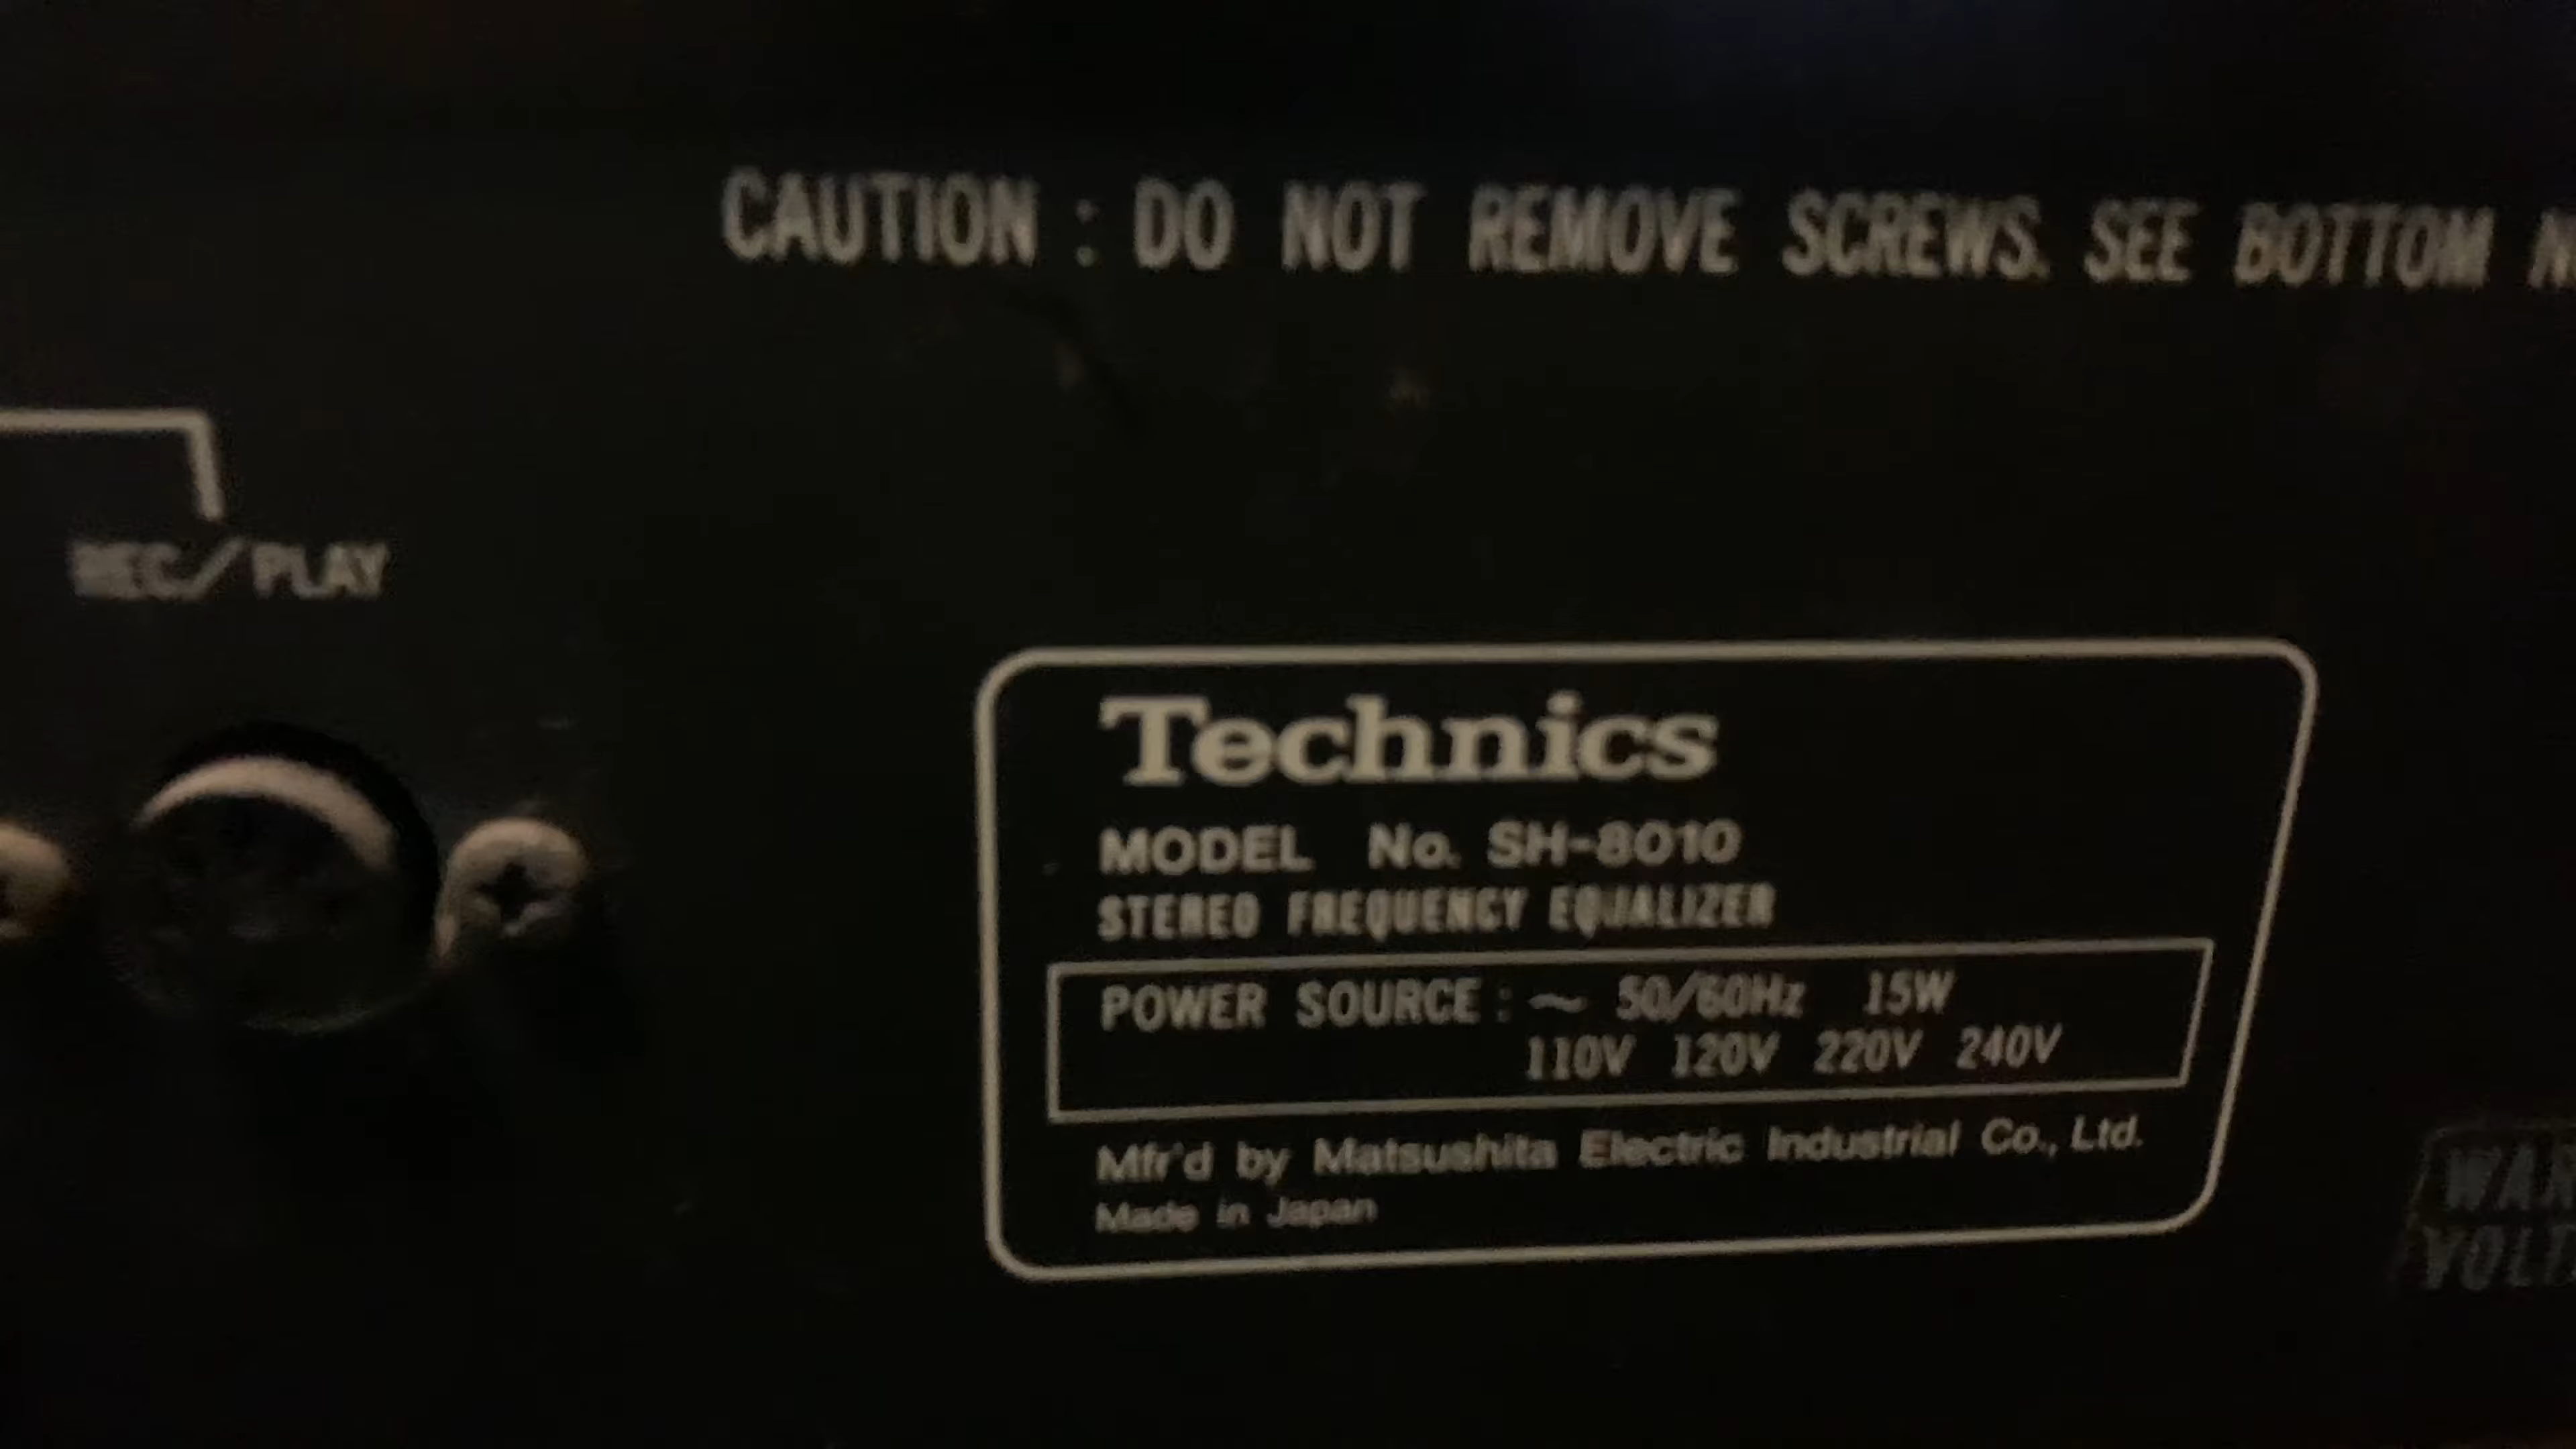 CAUTION : DO NOT REMOVE SCREWS. SEE BOTTOM
REC/PLAY
Technics
MODEL No. SH-8010
STEREO FREQUENCY EQUALIZER
POWER SOURCE : ~ 50/60Hz 15W
110V 120V 220V 240V
Mfr'd by Matsushita Electric Industrial Co., Ltd.
Made in Japan